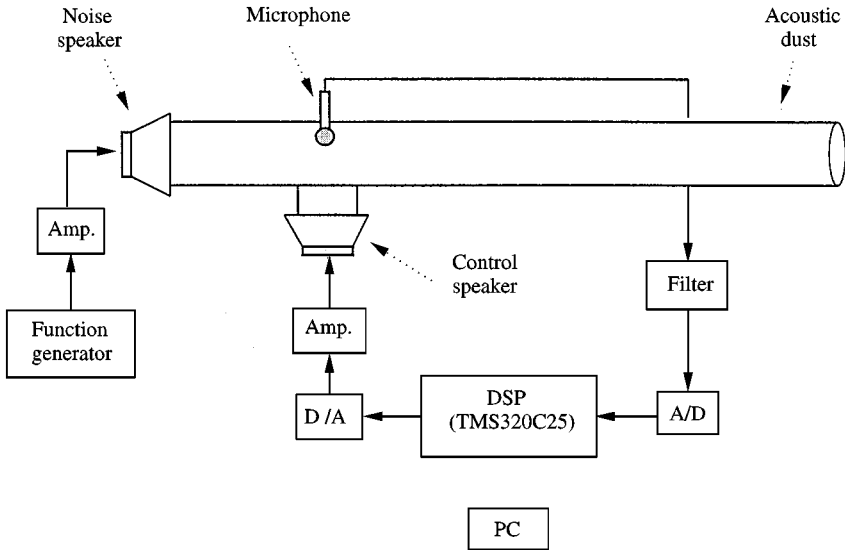 Noise
speaker
Microphone
Acoustic
dust
Amp.
Control
speaker
Filter
Function
generator
Amp.
D /A
DSP
(TMS320C25)
A/D
PC